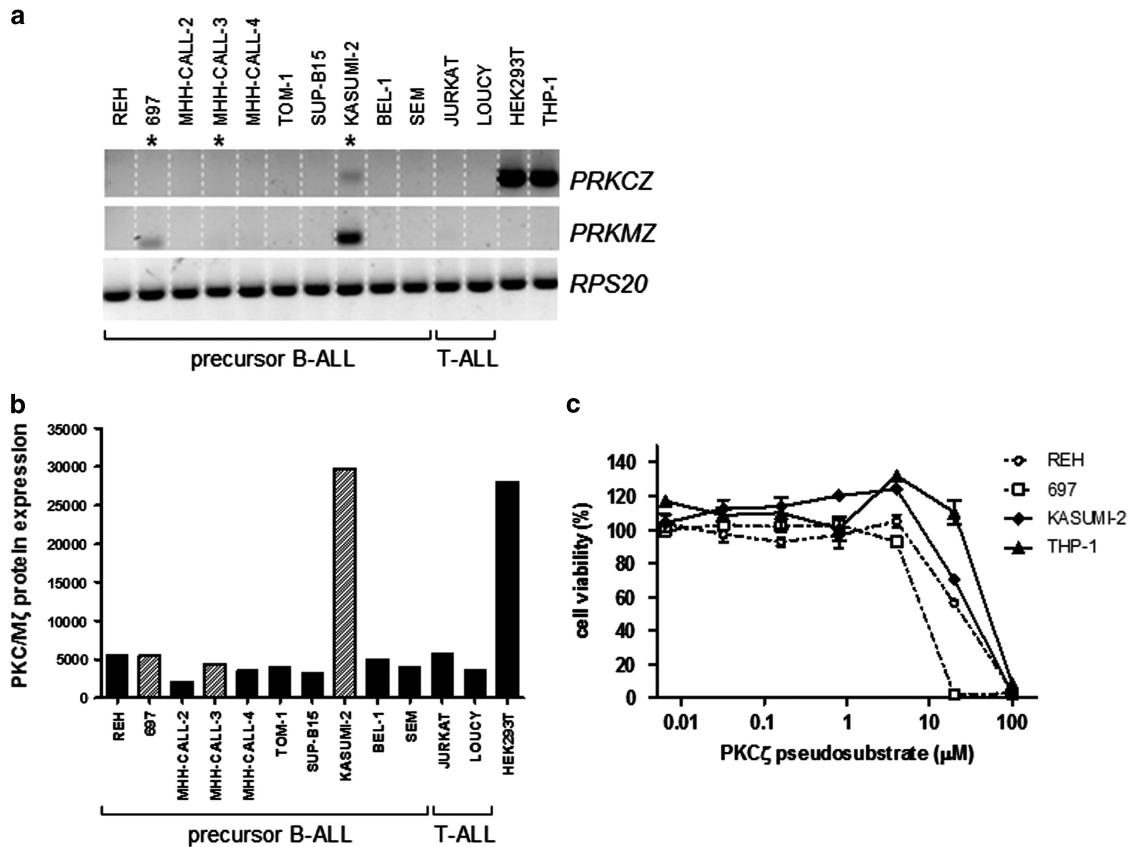 a
REH
697
MHH-CALL-2
MHH-CALL-3
MHH-CALL-4
TOM-1
SUP-B15
KASUMI-2
BEL-1
SEM
JURKAT
LOUCY
HEK293T
THP-1
* * *
PRKCZ
PRKMZ
RPS20
precursor B-ALL T-ALL
b
PKC/Mζ protein expression
35000
30000
25000
20000
15000
10000
5000
0
REH
697
MHH-CALL-2
MHH-CALL-3
MHH-CALL-4
TOM-1
SUP-B15
KASUMI-2
BEL-1
SEM
JURKAT
LOUCY
HEK293T
precursor B-ALL T-ALL
c
cell viability (%)
140
120
100
80
60
40
20
0
0.01 0.1 1 10 100
PKCζ pseudosubstrate (μM)
REH
697
KASUMI-2
THP-1